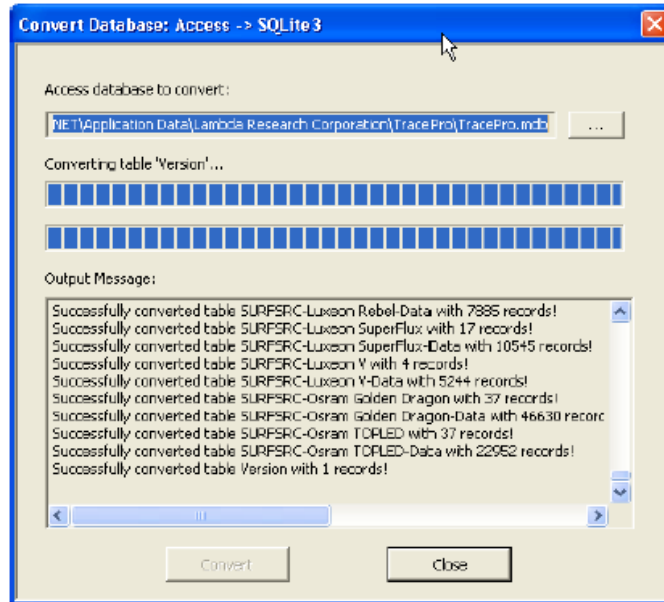 Convert Database: Access -> SQLite3
Access database to convert:
NET\Application Data\Lambda Research Corporation\TracePro\TracePro.mdb
...
Converting table 'Version'...
Output Message:
Successfully converted table SURFSRC-Luxeon Rebel-Data with 7885 records!
Successfully converted table SURFSRC-Luxeon SuperFlux with 17 records!
Successfully converted table SURFSRC-Luxeon SuperFlux-Data with 10545 records!
Successfully converted table SURFSRC-Luxeon V with 4 records!
Successfully converted table SURFSRC-Luxeon V-Data with 5244 records!
Successfully converted table SURFSRC-Osram Golden Dragon with 37 records!
Successfully converted table SURFSRC-Osram Golden Dragon-Data with 46630 recorc
Successfully converted table SURFSRC-Osram TOPLED with 37 records!
Successfully converted table SURFSRC-Osram TOPLED-Data with 22952 records!
Successfully converted table Version with 1 records!
Convert
Close